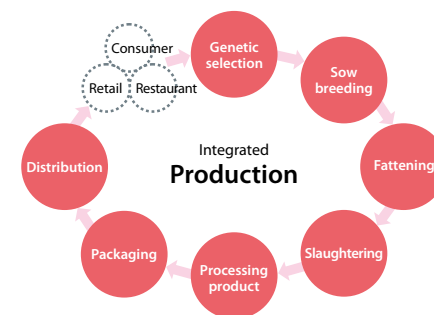 Consumer
Retail
Restaurant
Genetic
selection
Sow
breeding
Fattening
Slaughtering
Processing
product
Packaging
Distribution
Integrated
Production